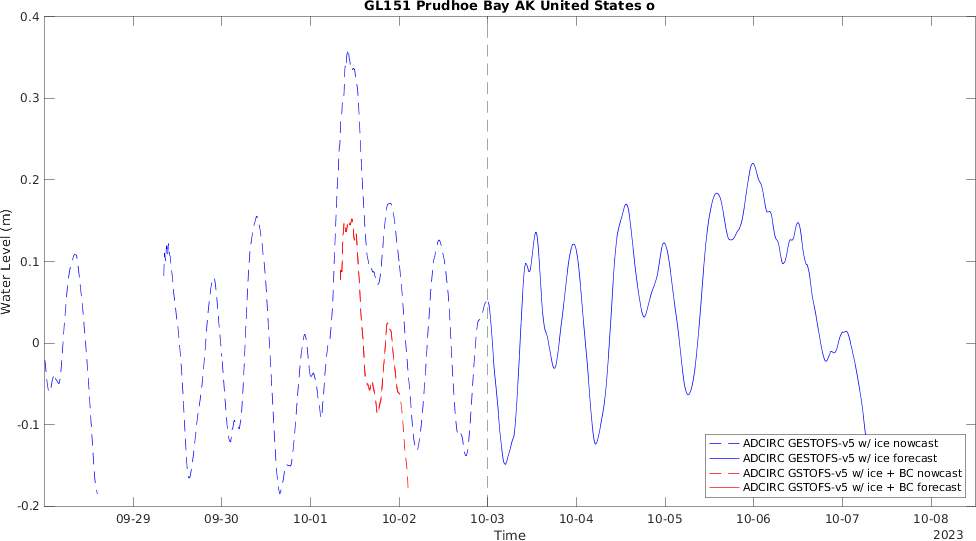 GL151 Prudhoe Bay AK United States o
0.4
0.3
0.2
0.1
0
-0.1
-0.2
Water Level (m)
ADCIRC GESTOFS-v5 w/ ice nowcast
ADCIRC GESTOFS-v5 w/ ice forecast
ADCIRC GSTOFS-v5 w/ ice + BC nowcast
ADCIRC GSTOFS-v5 w/ ice + BC forecast
09-29 09-30 10-01 10-02 10-03 10-04 10-05 10-06 10-07 10-08
Time
2023